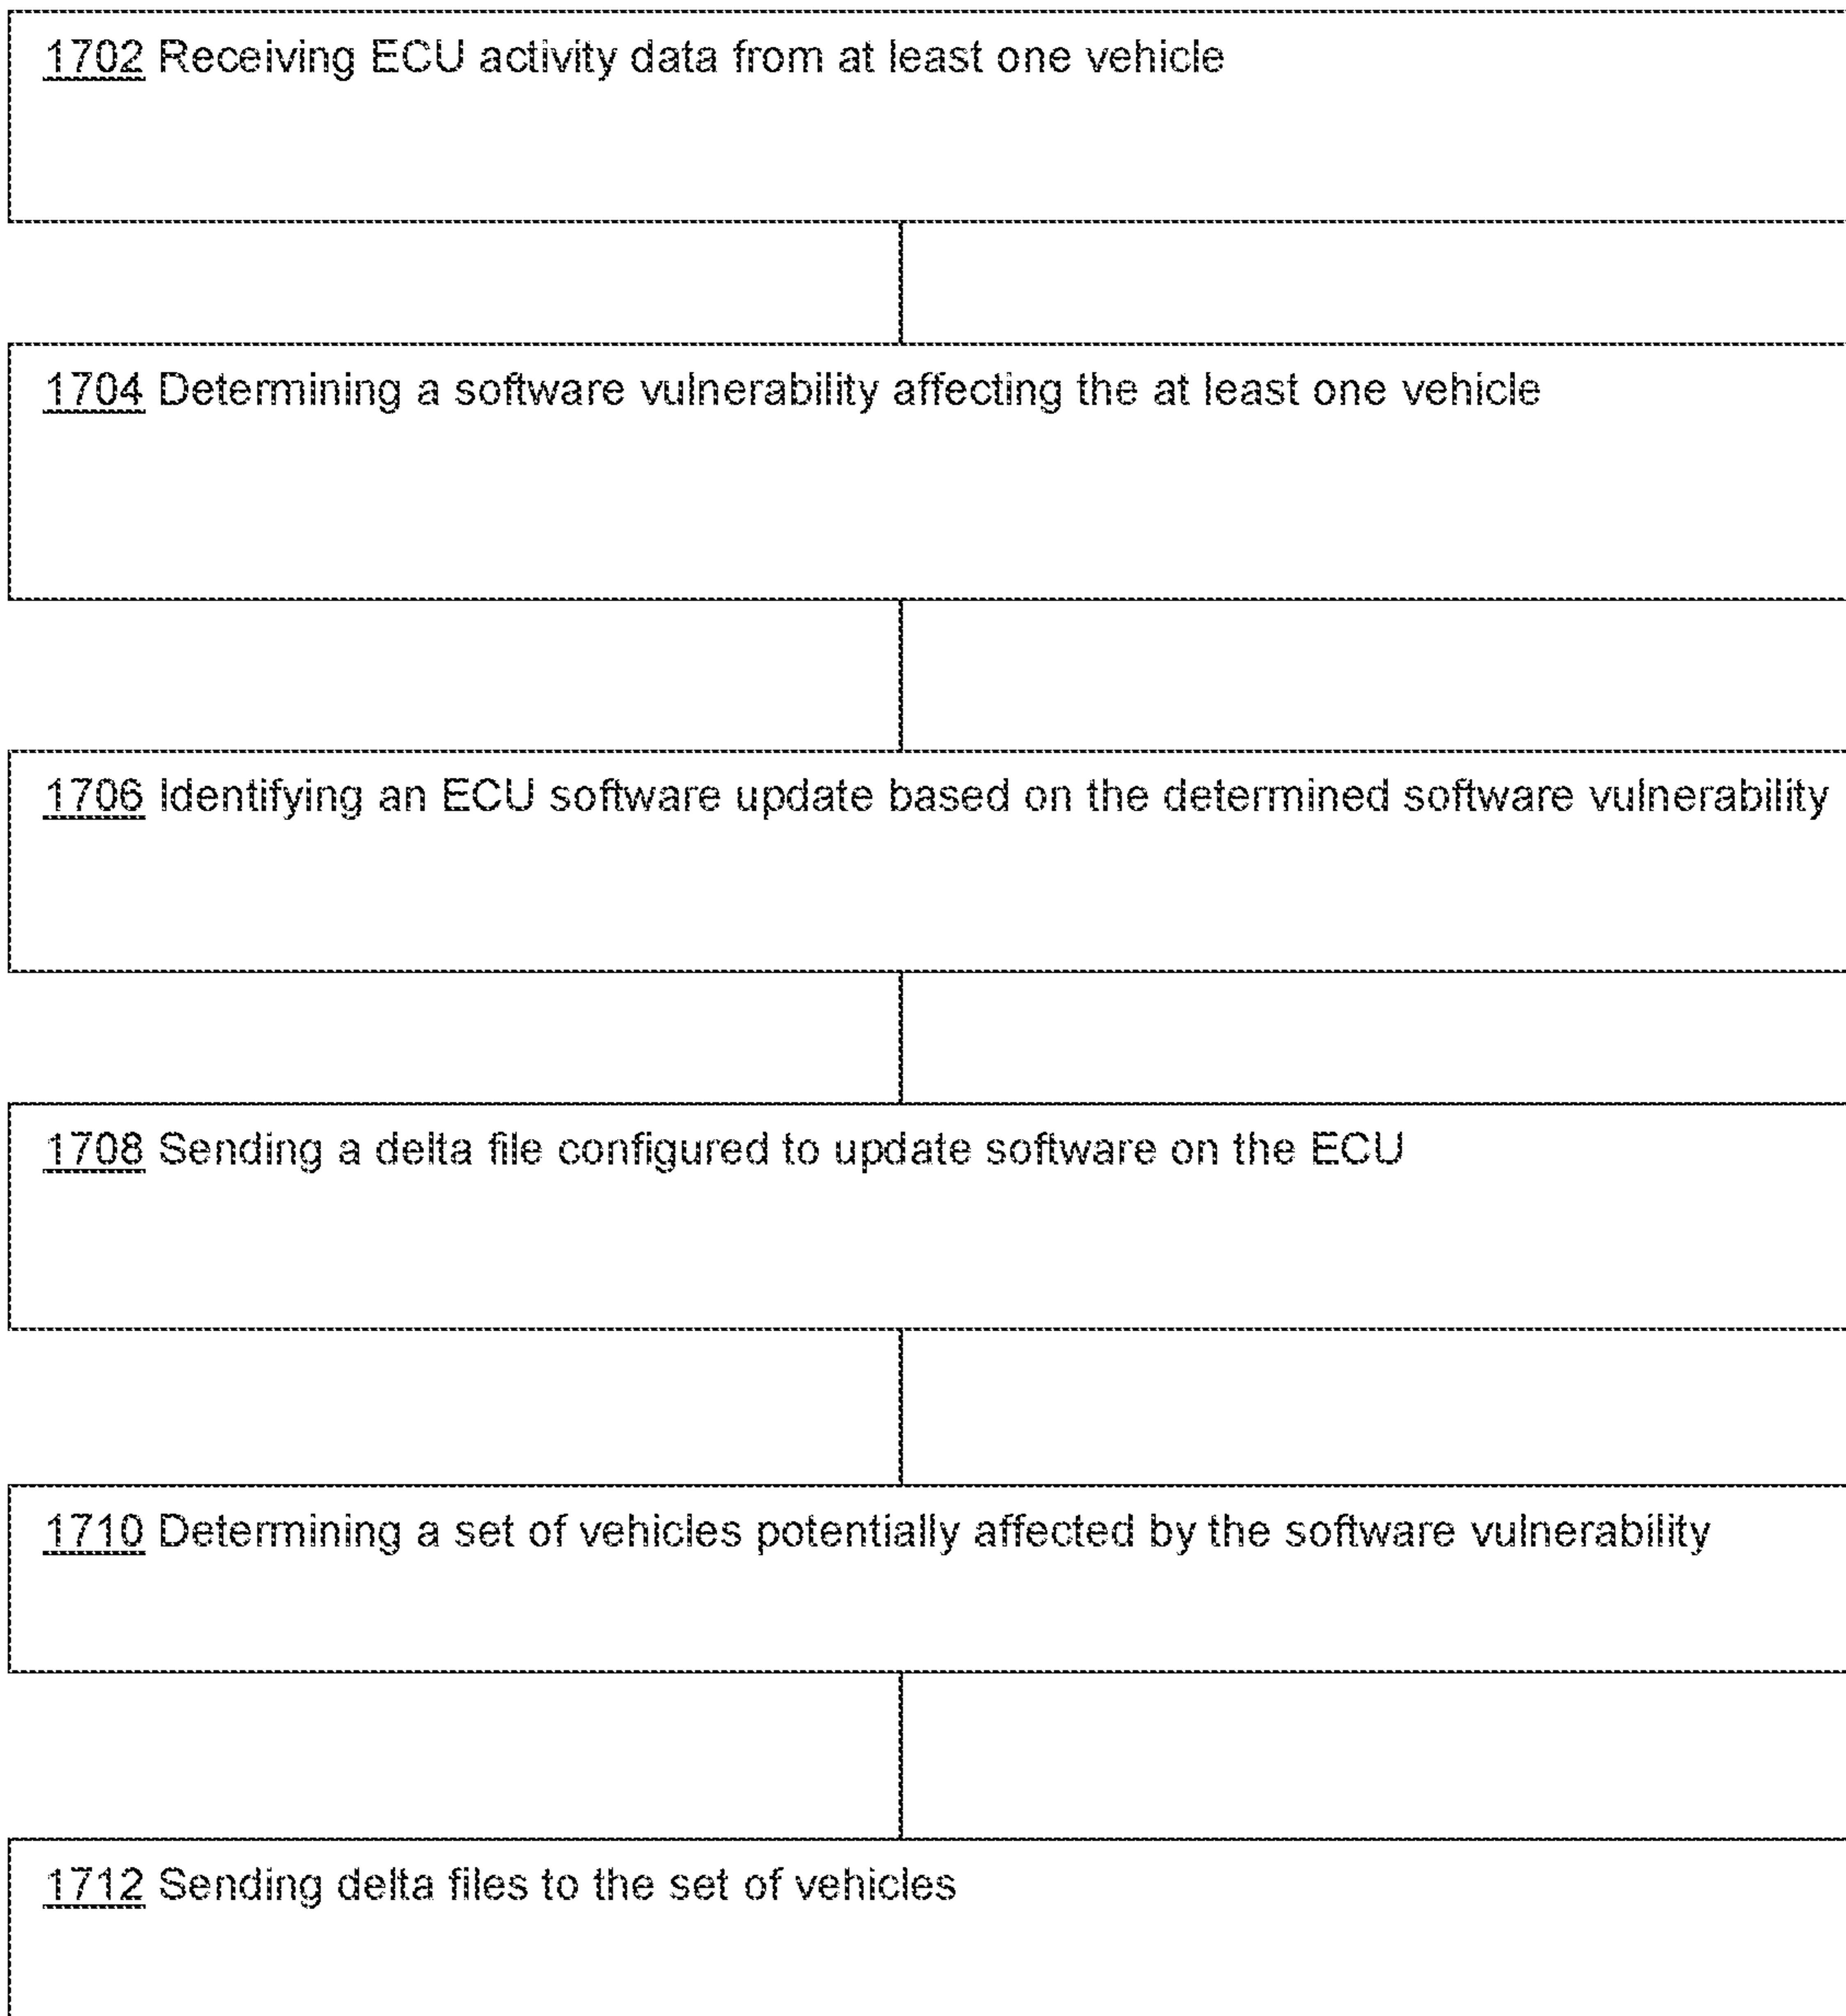 1702 Receiving ECU activity data from at least one vehicle
1704 Determining a software vulnerability affecting the at least one vehicle
1706 Identifying an ECU software update based on the determined software vulnerability
1708 Sending a delta file configured to update software on the ECU
1710 Determining a set of vehicles potentially affected by the software vulnerability
1712 Sending delta files to the set of vehicles